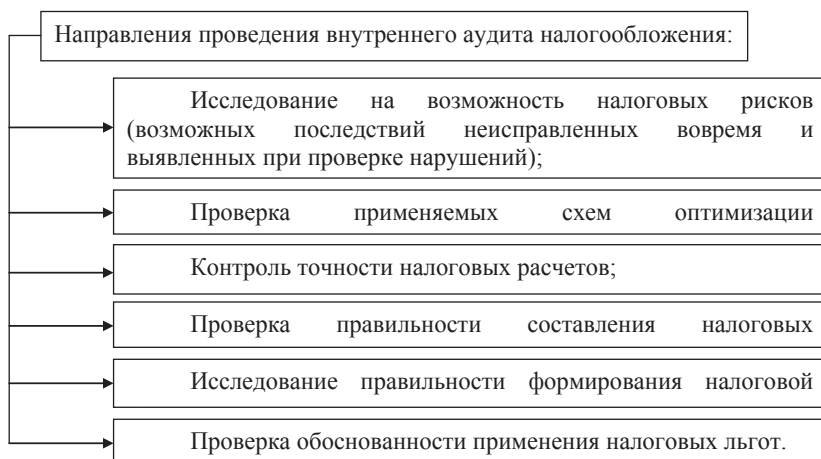 Направления проведения внутреннего аудита налогообложения:
Исследование на возможность налоговых рисков
(возможных последствий неисправленных вовремя и
выявленных при проверке нарушений);
Проверка применяемых схем оптимизации
Контроль точности налоговых расчетов;
Проверка правильности составления налоговых
Исследование правильности формирования налоговой
Проверка обоснованности применения налоговых льгот.